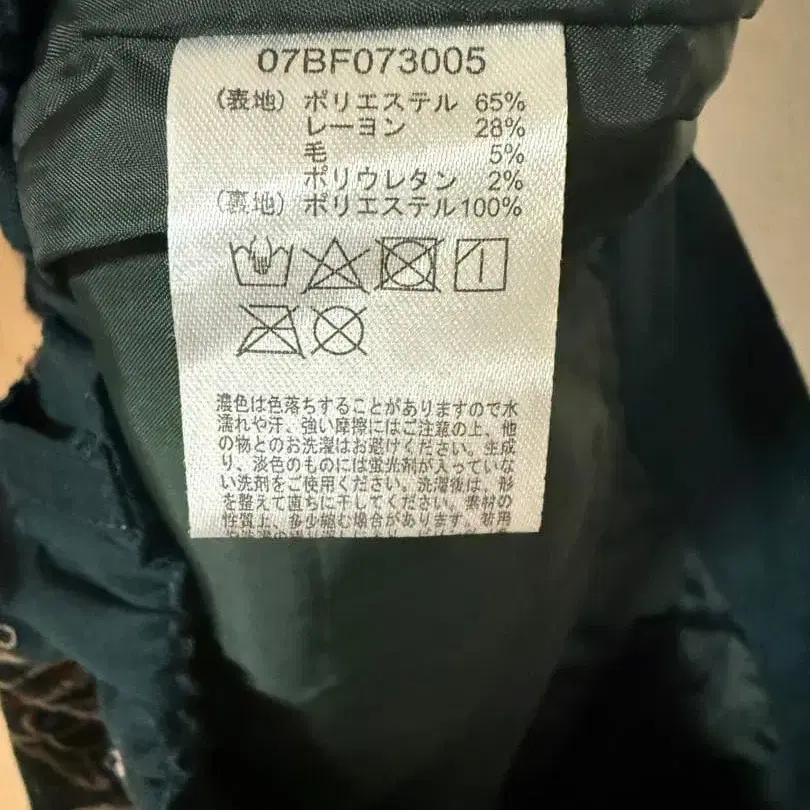 07BF073005
(表地) ポリエステル 65%
レーヨン 28%
毛 5%
ポリウレタン 2%
(裏地) ポリエステル100%
濃色は色落ちすることがありますので水
濡れや汗、強い摩擦にはご注意の上、他
の物とのお洗濯はお避けください。生成
り、淡色のものには蛍光剤が入っていな
い洗剤をご使用ください。洗濯後は、形
を整えて直ちに干してください。素材の
性質上、多少縮む場合があります。着用